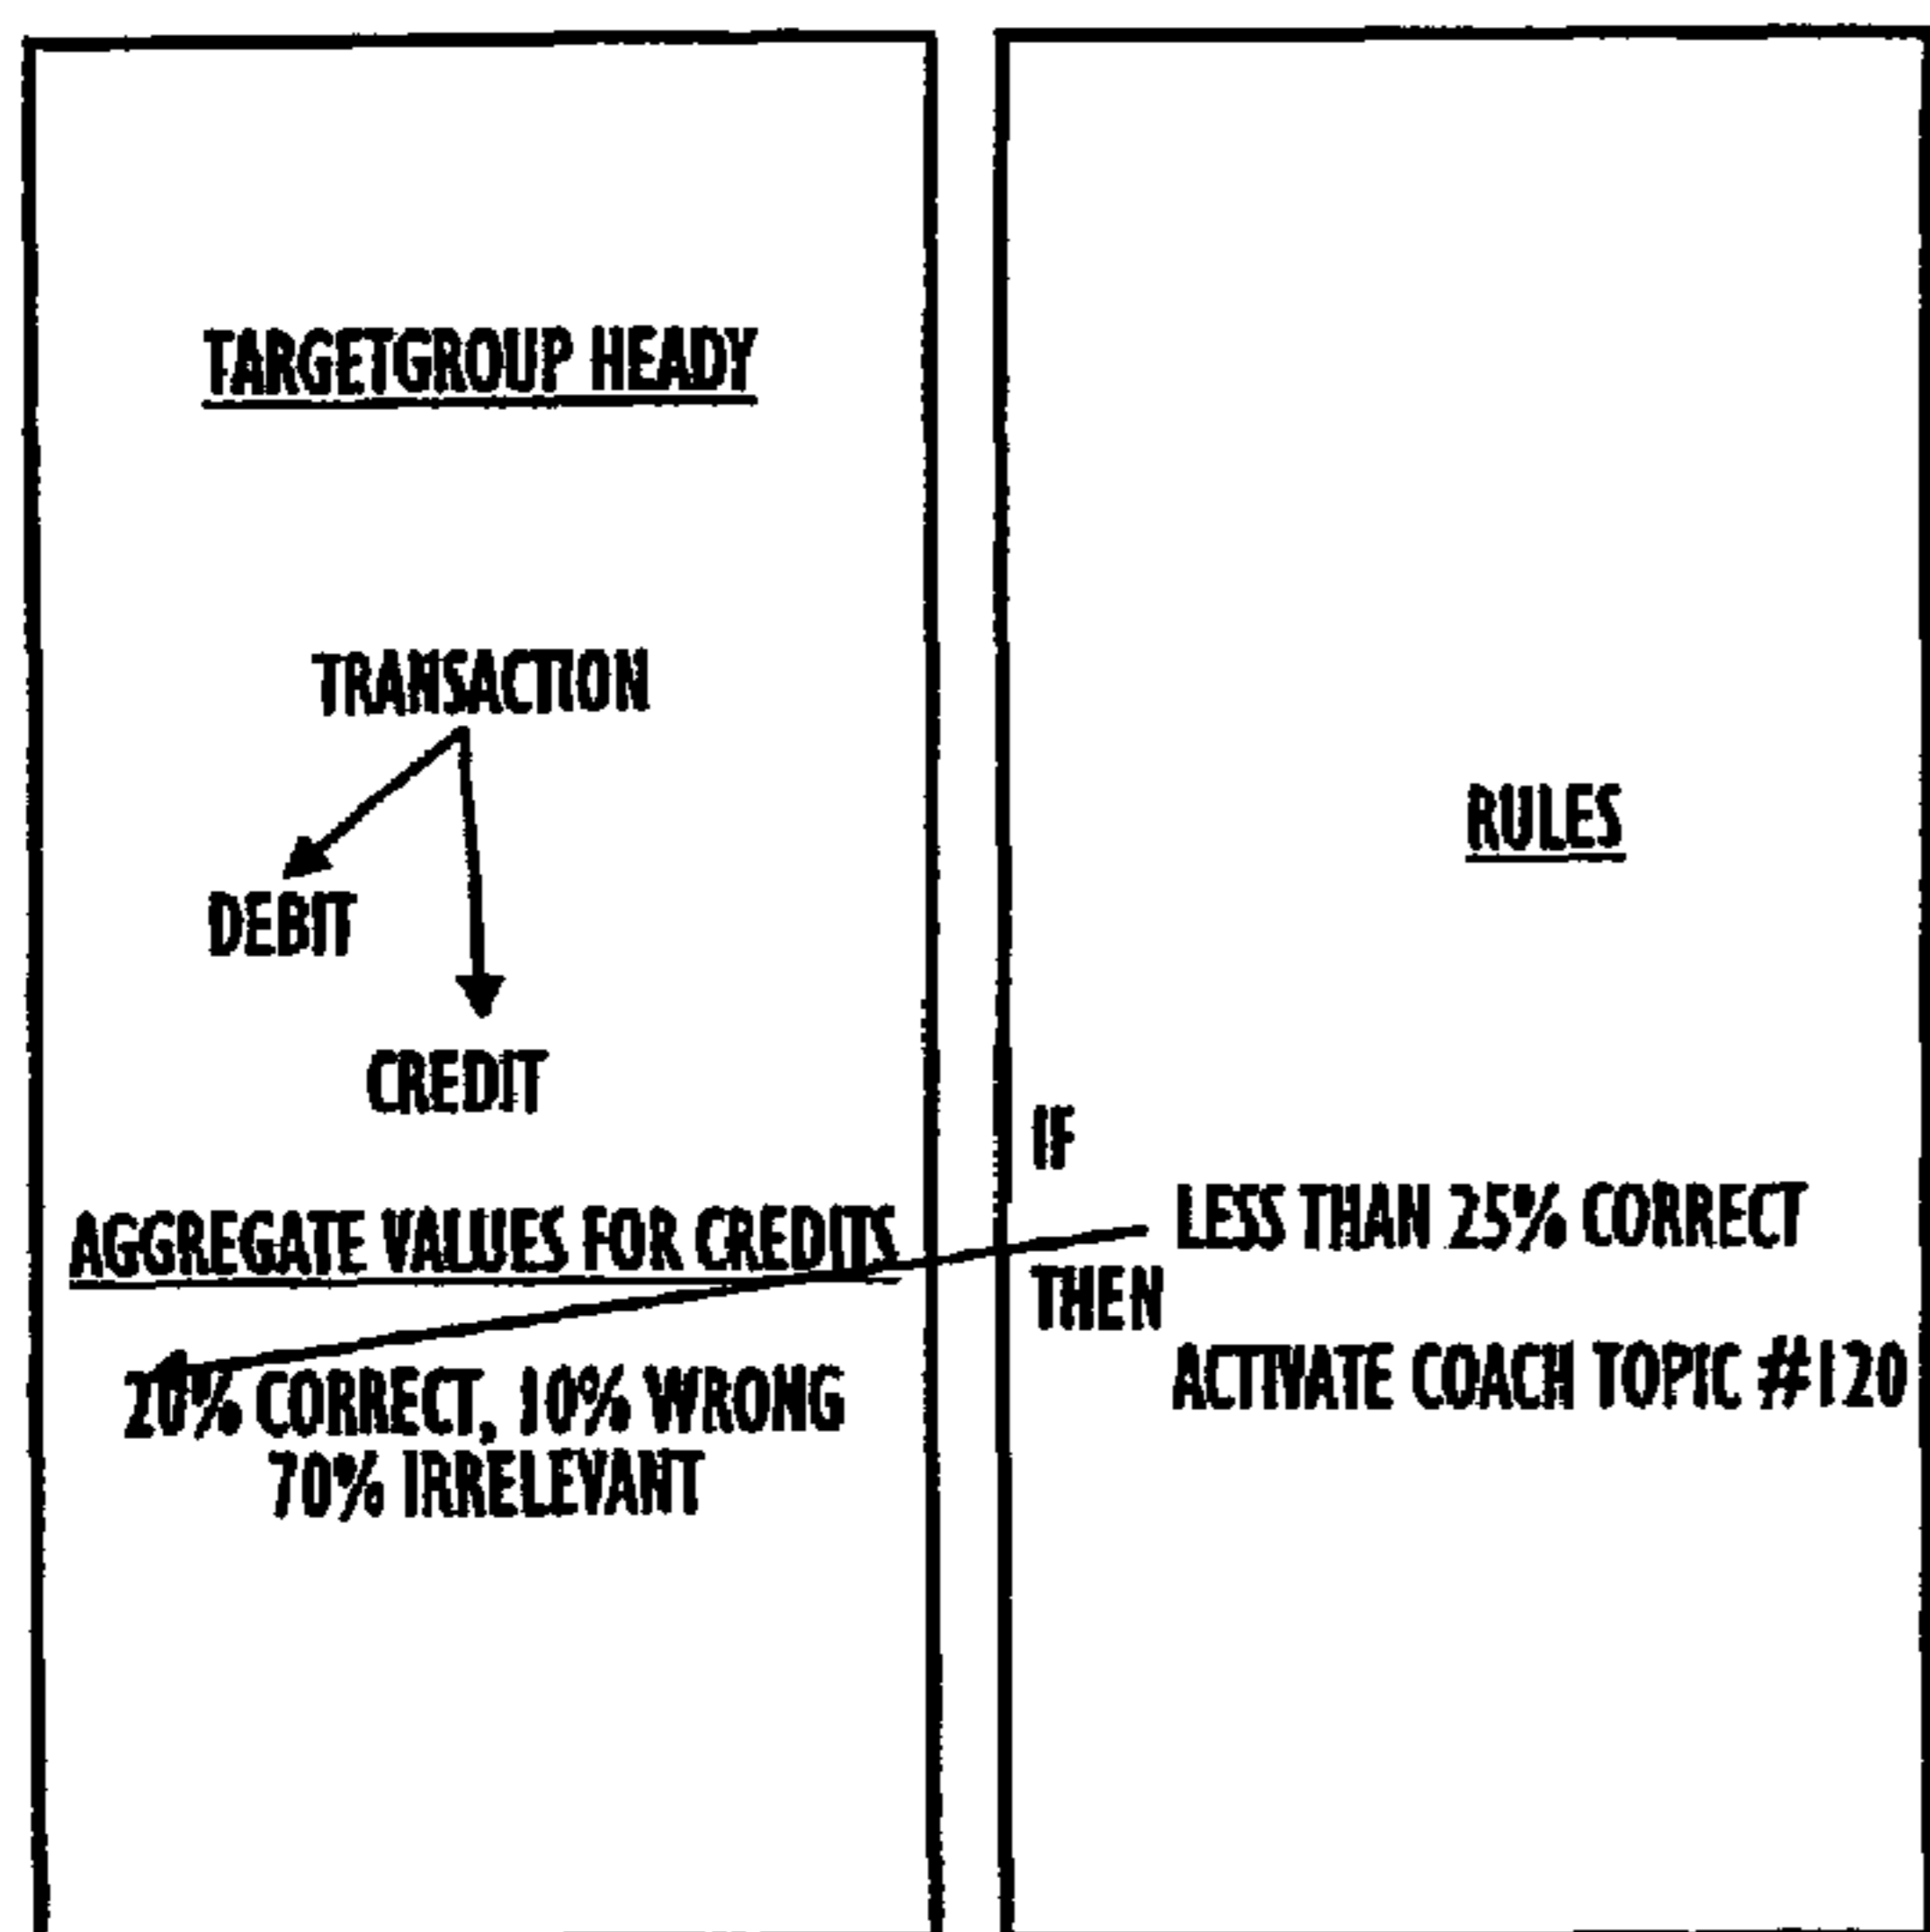 TARGETGROUP HEADY
TRANSACTION
DEBIT
CREDIT
AGGREGATE VALUES FOR CREDITS
20% CORRECT, 10% WRONG
70% IRRELEVANT
RULES
IF
LESS THAN 25% CORRECT
THEN
ACTIVATE COACH TOPIC #120